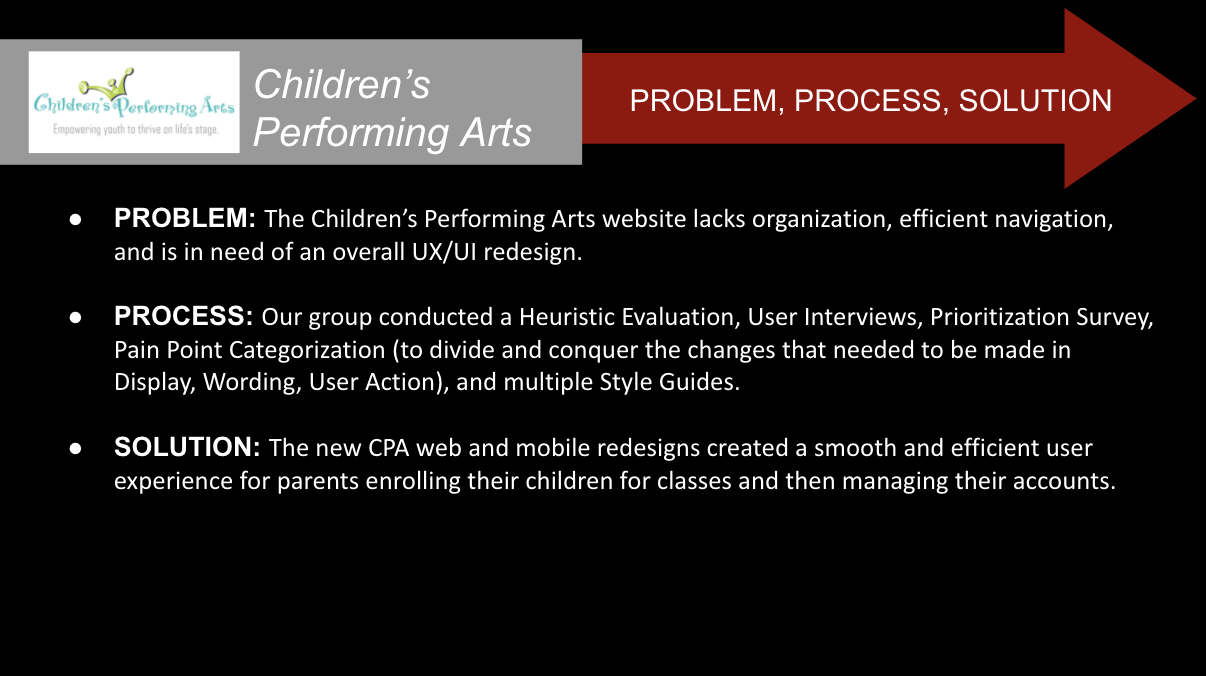 Children's Performing Arts
Empowering youth to thrive on life's stage.
Children’s
Performing Arts
PROBLEM, PROCESS, SOLUTION
● PROBLEM: The Children’s Performing Arts website lacks organization, efficient navigation,
and is in need of an overall UX/UI redesign.
● PROCESS: Our group conducted a Heuristic Evaluation, User Interviews, Prioritization Survey,
Pain Point Categorization (to divide and conquer the changes that needed to be made in
Display, Wording, User Action), and multiple Style Guides.
● SOLUTION: The new CPA web and mobile redesigns created a smooth and efficient user
experience for parents enrolling their children for classes and then managing their accounts.